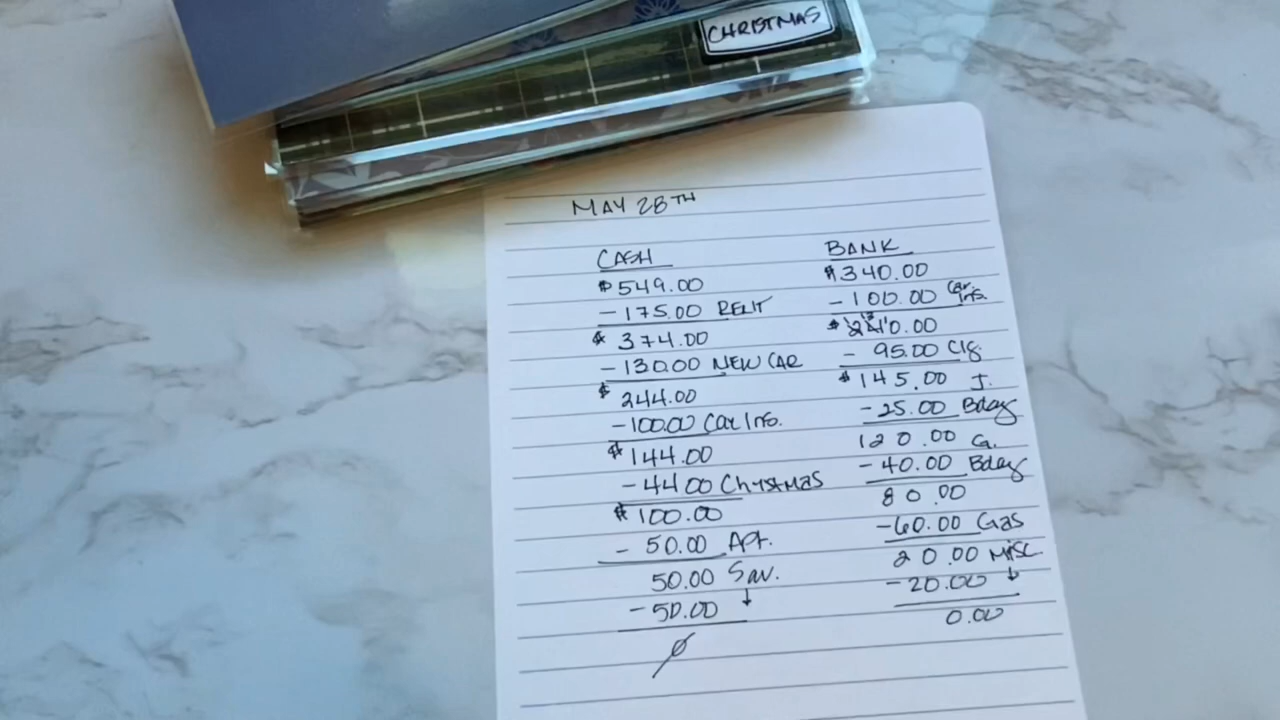 CHRISTMAS
MAY 28TH
CASH
$549.00
-175.00 RENT
$374.00
-130.00 NEW CAR
$244.00
-100.00 Car Ins.
$144.00
-44.00 Christmas
$100.00
-50.00 Apt.
50.00 Sav.
-50.00 ↓
0
BANK
$340.00
-100.00 Car Ins.
$240.00
-95.00 Clg.
$145.00 J.
-25.00 Bday
120.00 G.
-40.00 Bday
80.00
-60.00 Gas
20.00 MISC.
-20.00 ↓
0.00